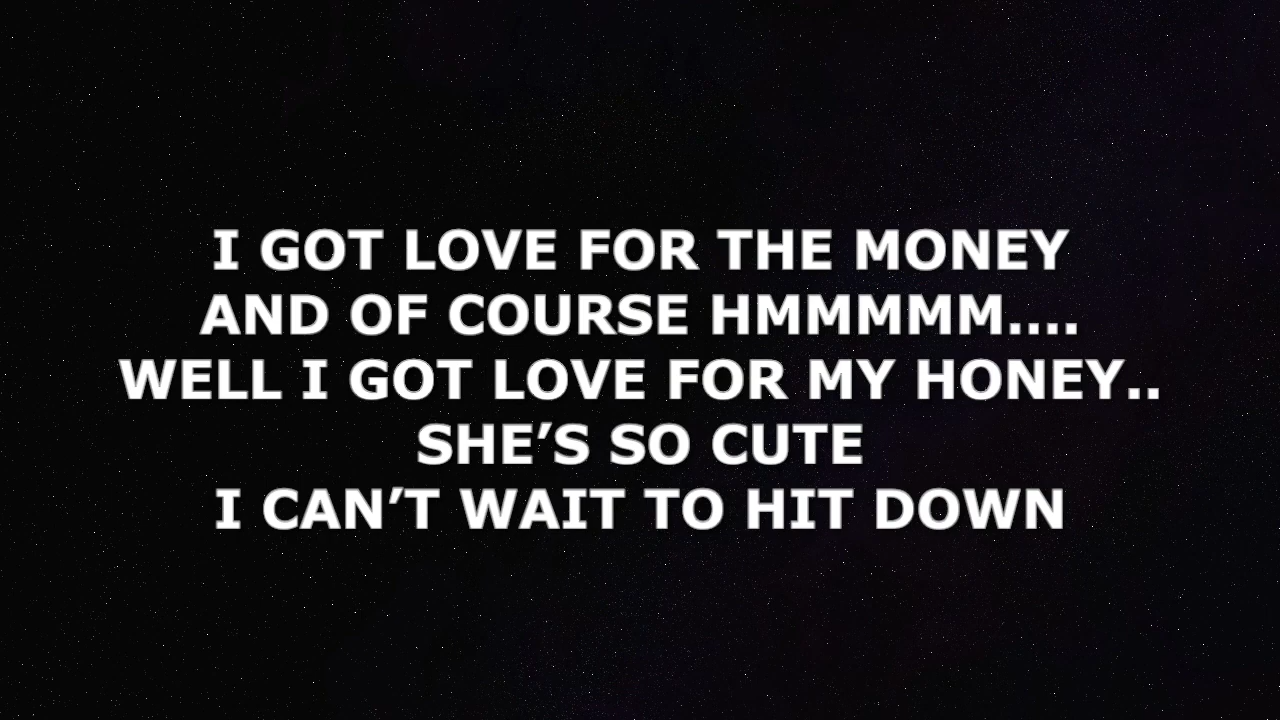 I GOT LOVE FOR THE MONEY
AND OF COURSE HMMMMM....
WELL I GOT LOVE FOR MY HONEY..
SHE’S SO CUTE
I CAN’T WAIT TO HIT DOWN